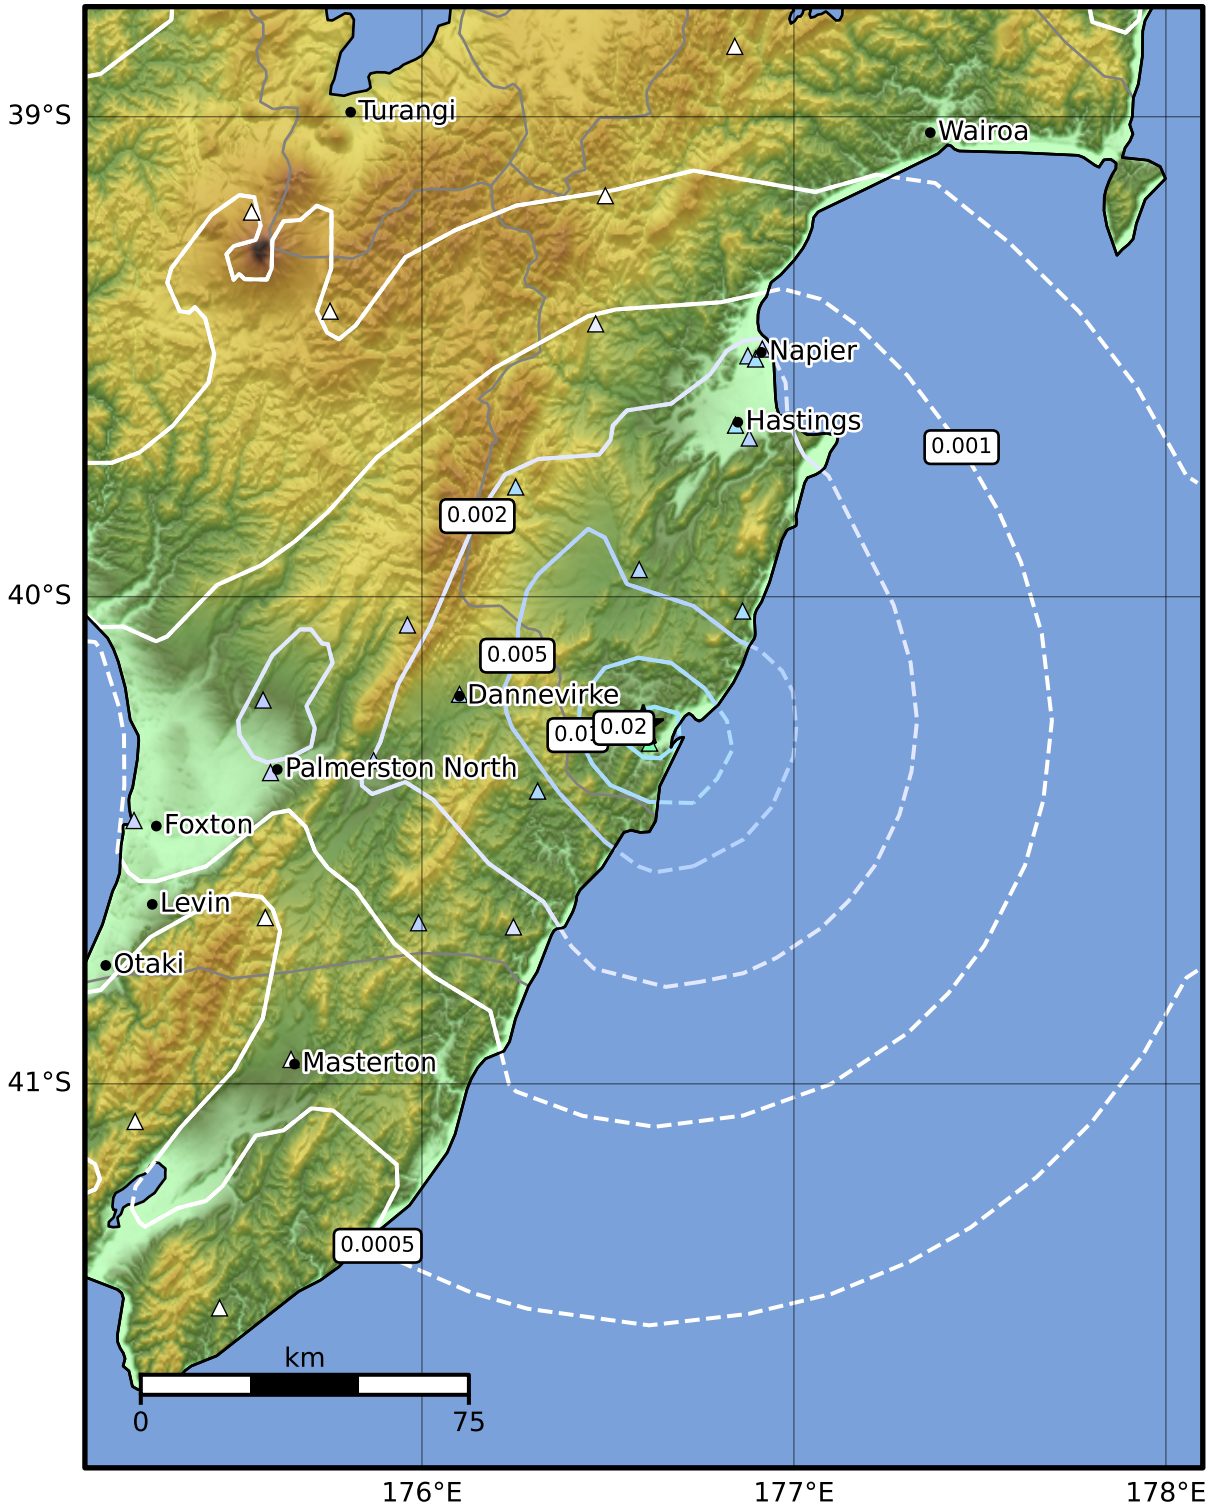 39°S
Turangi
Wairoa
Napier
Hastings
0.001
0.002
40°S
0.005
Dannevirke
0.02
Palmerston North
Foxton
Levin
Otaki
Masterton
41°S
0.0005
km
0
75
176°E
177°E
178°E